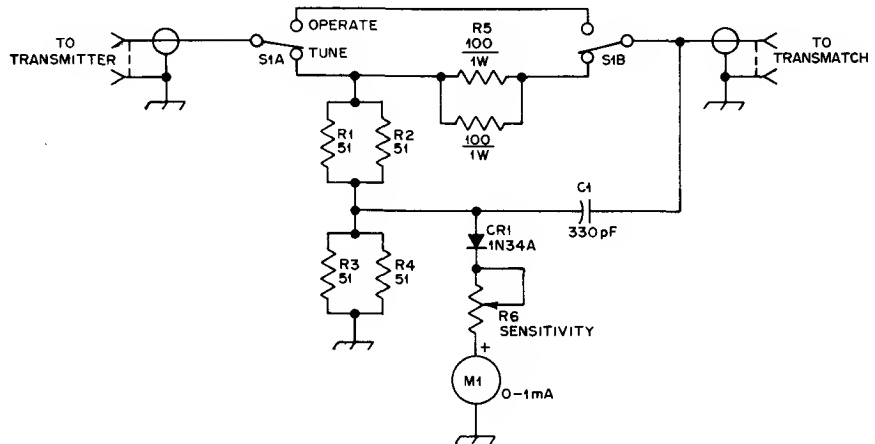 OPERATE
TO
TRANSMITTER
S1A
TUNE
R5
100
1W
S1B
TO
TRANSMATCH
100
1W
R1
51
R2
51
C1
330pF
CR1
1N34A
R3
51
R4
51
R6
SENSITIVITY
+
M1
0-1mA